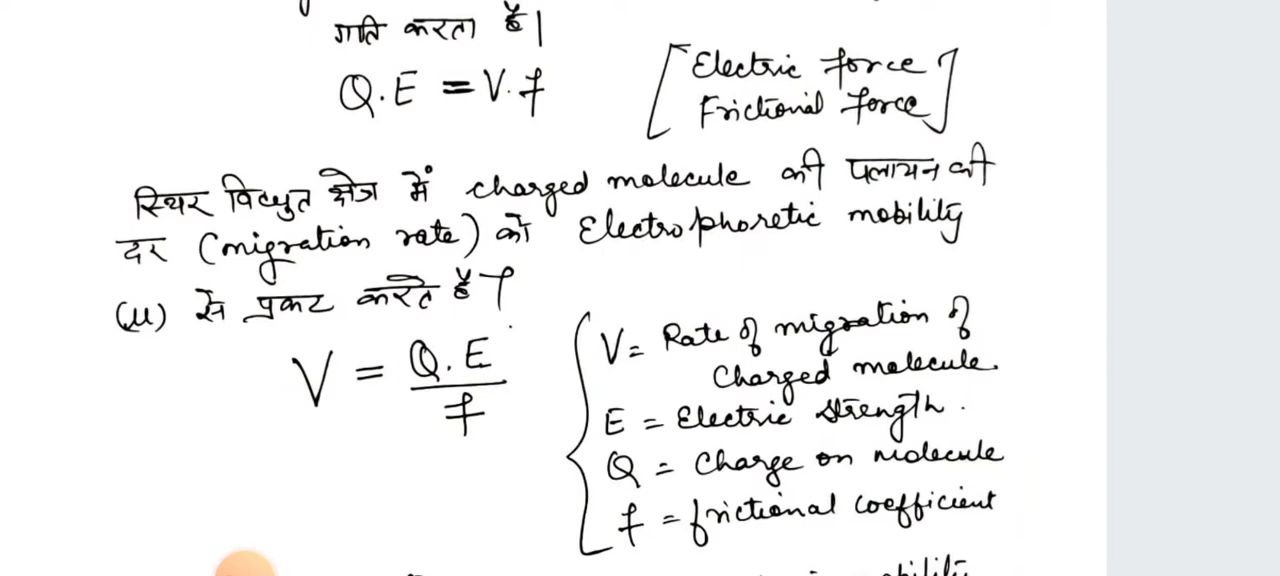 गति करता है।
Q.E = V.f
[Electric force
Frictional force]
स्थिर विद्युत क्षेत्र में charged molecule की पलायन की
दर (migration rate) को Electrophoretic mobility
(μ) से प्रकट करते हैं।
V = Q.E / f
V = Rate of migration of
Charged molecule.
E = Electric strength.
Q = Charge on molecule
f = frictional coefficient
mobility